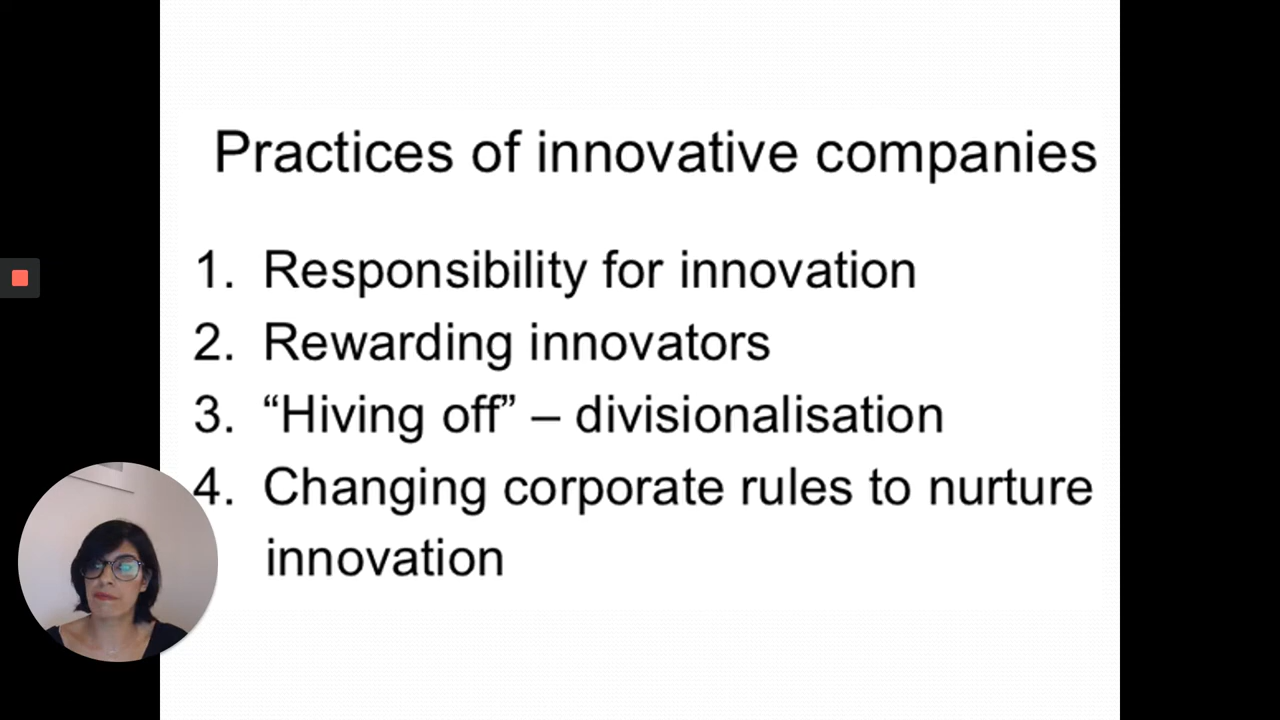 Practices of innovative companies
1. Responsibility for innovation
2. Rewarding innovators
3. “Hiving off” – divisionalisation
4. Changing corporate rules to nurture
innovation